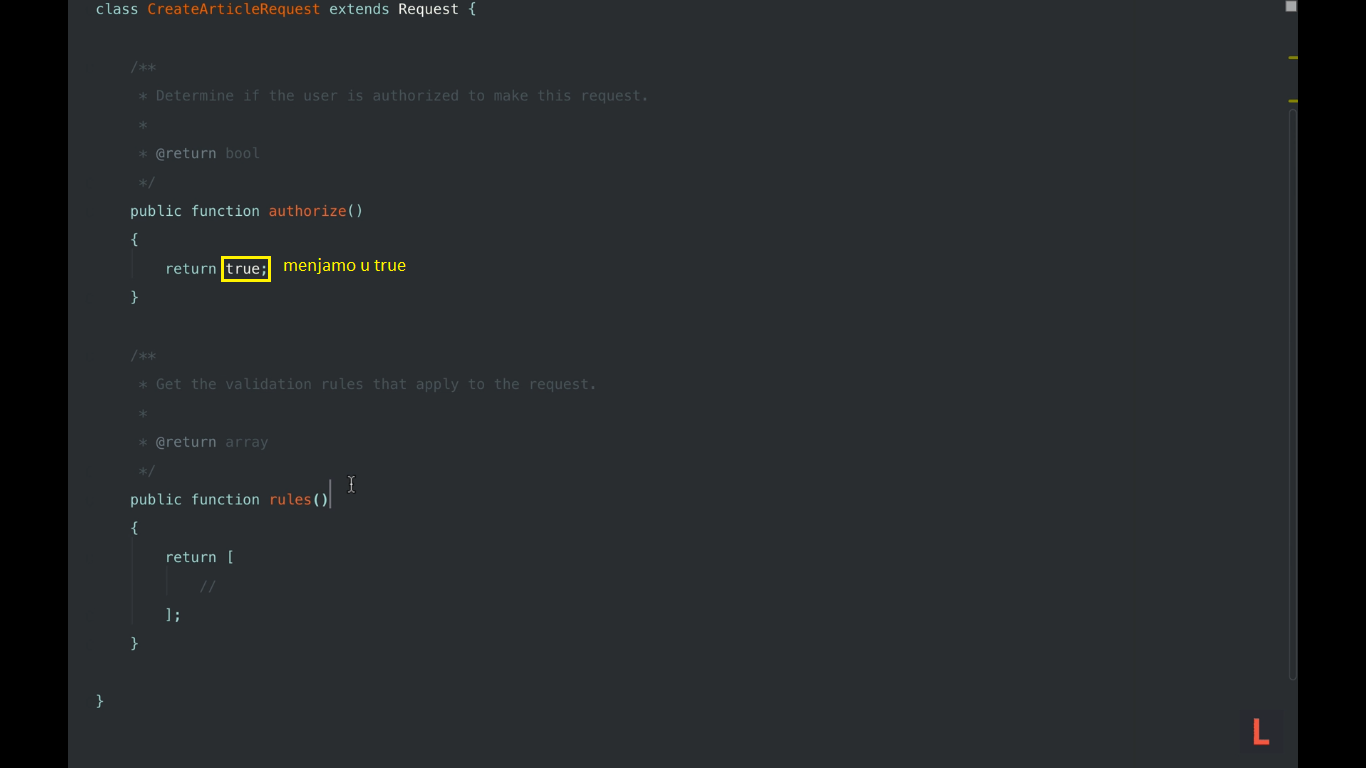 class CreateArticleRequest extends Request {
/**
* Determine if the user is authorized to make this request.
*
* @return bool
*/
public function authorize()
{
return true; menjamo u true
}
/**
* Get the validation rules that apply to the request.
*
* @return array
*/
public function rules()
{
return [
//
];
}
}
L